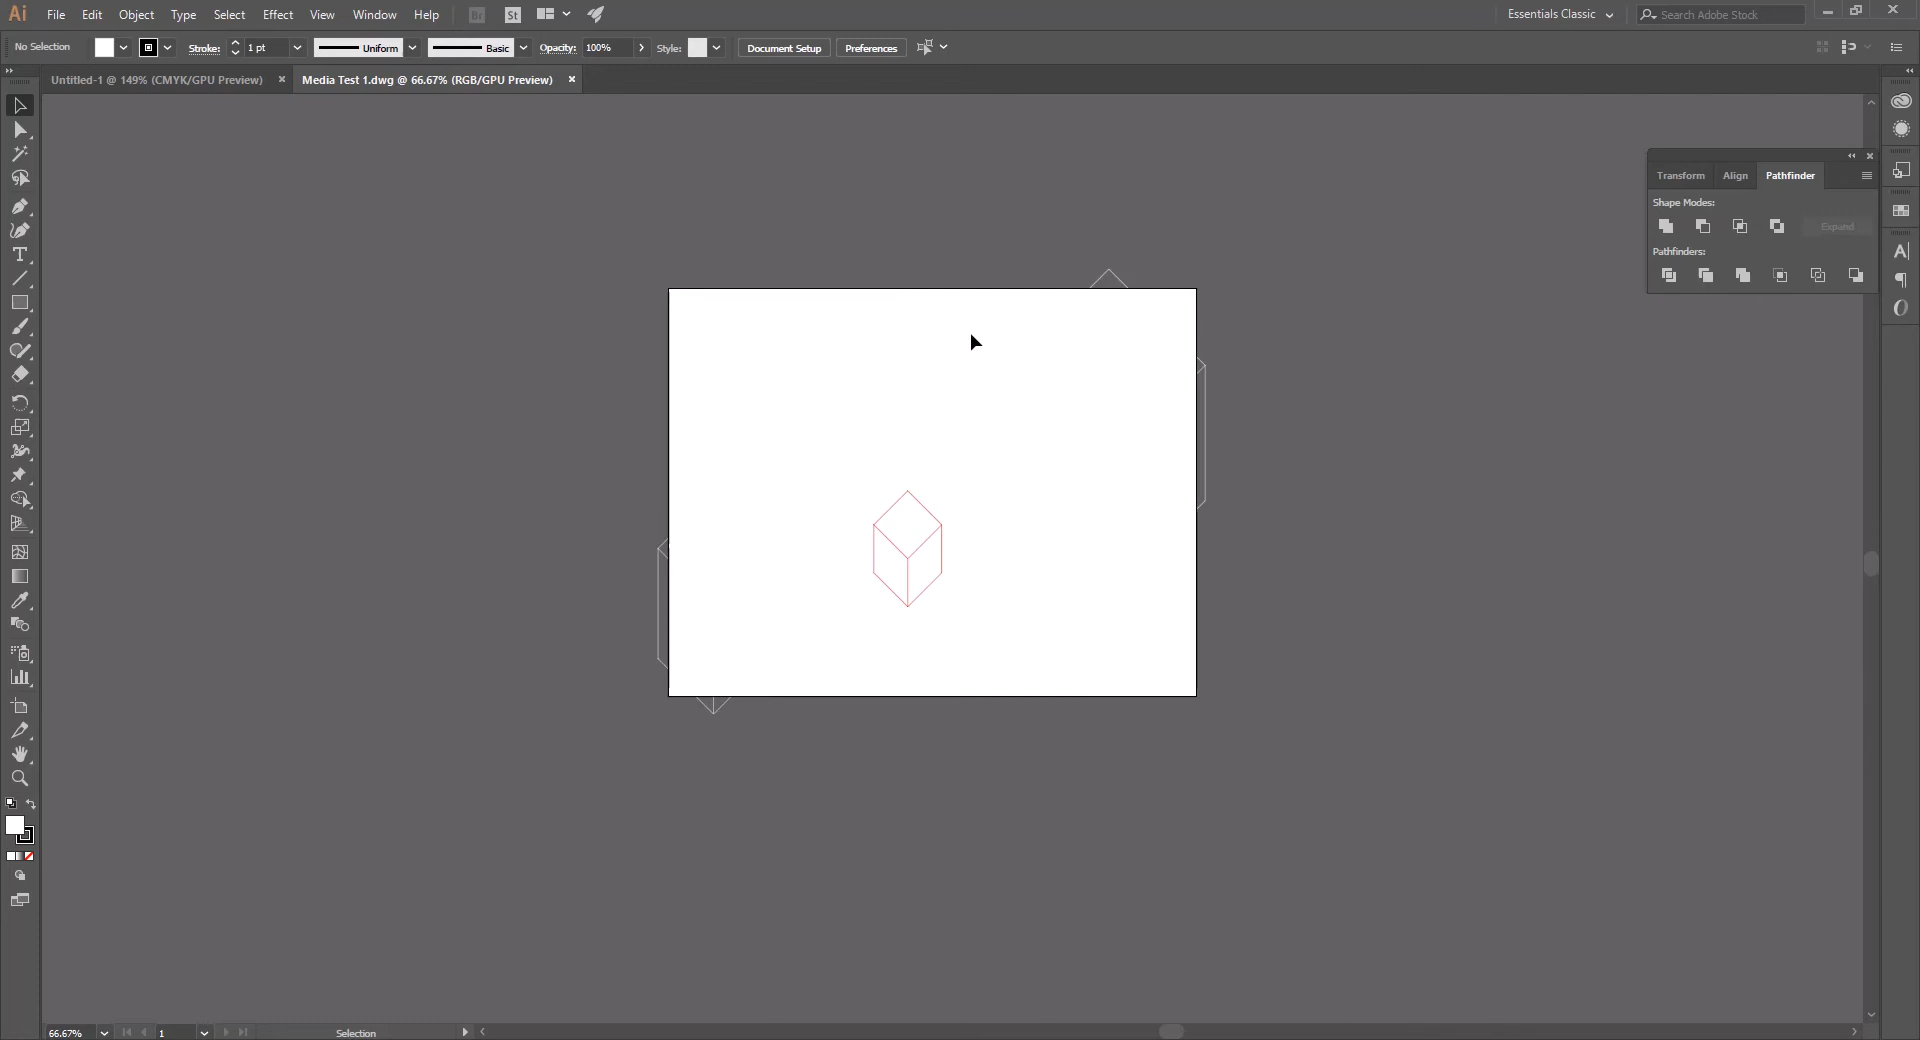 Ai File Edit Object Type Select Effect View Window Help Br St Essentials Classic Search Adobe Stock
No Selection Stroke: 1 pt Uniform Basic Opacity: 100% Style: Document Setup Preferences
Untitled-1 @ 149% (CMYK/GPU Preview) Media Test 1.dwg @ 66.67% (RGB/GPU Preview)
Transform Align Pathfinder
Shape Modes:
Expand
Pathfinders:
66.67% 1 Selection